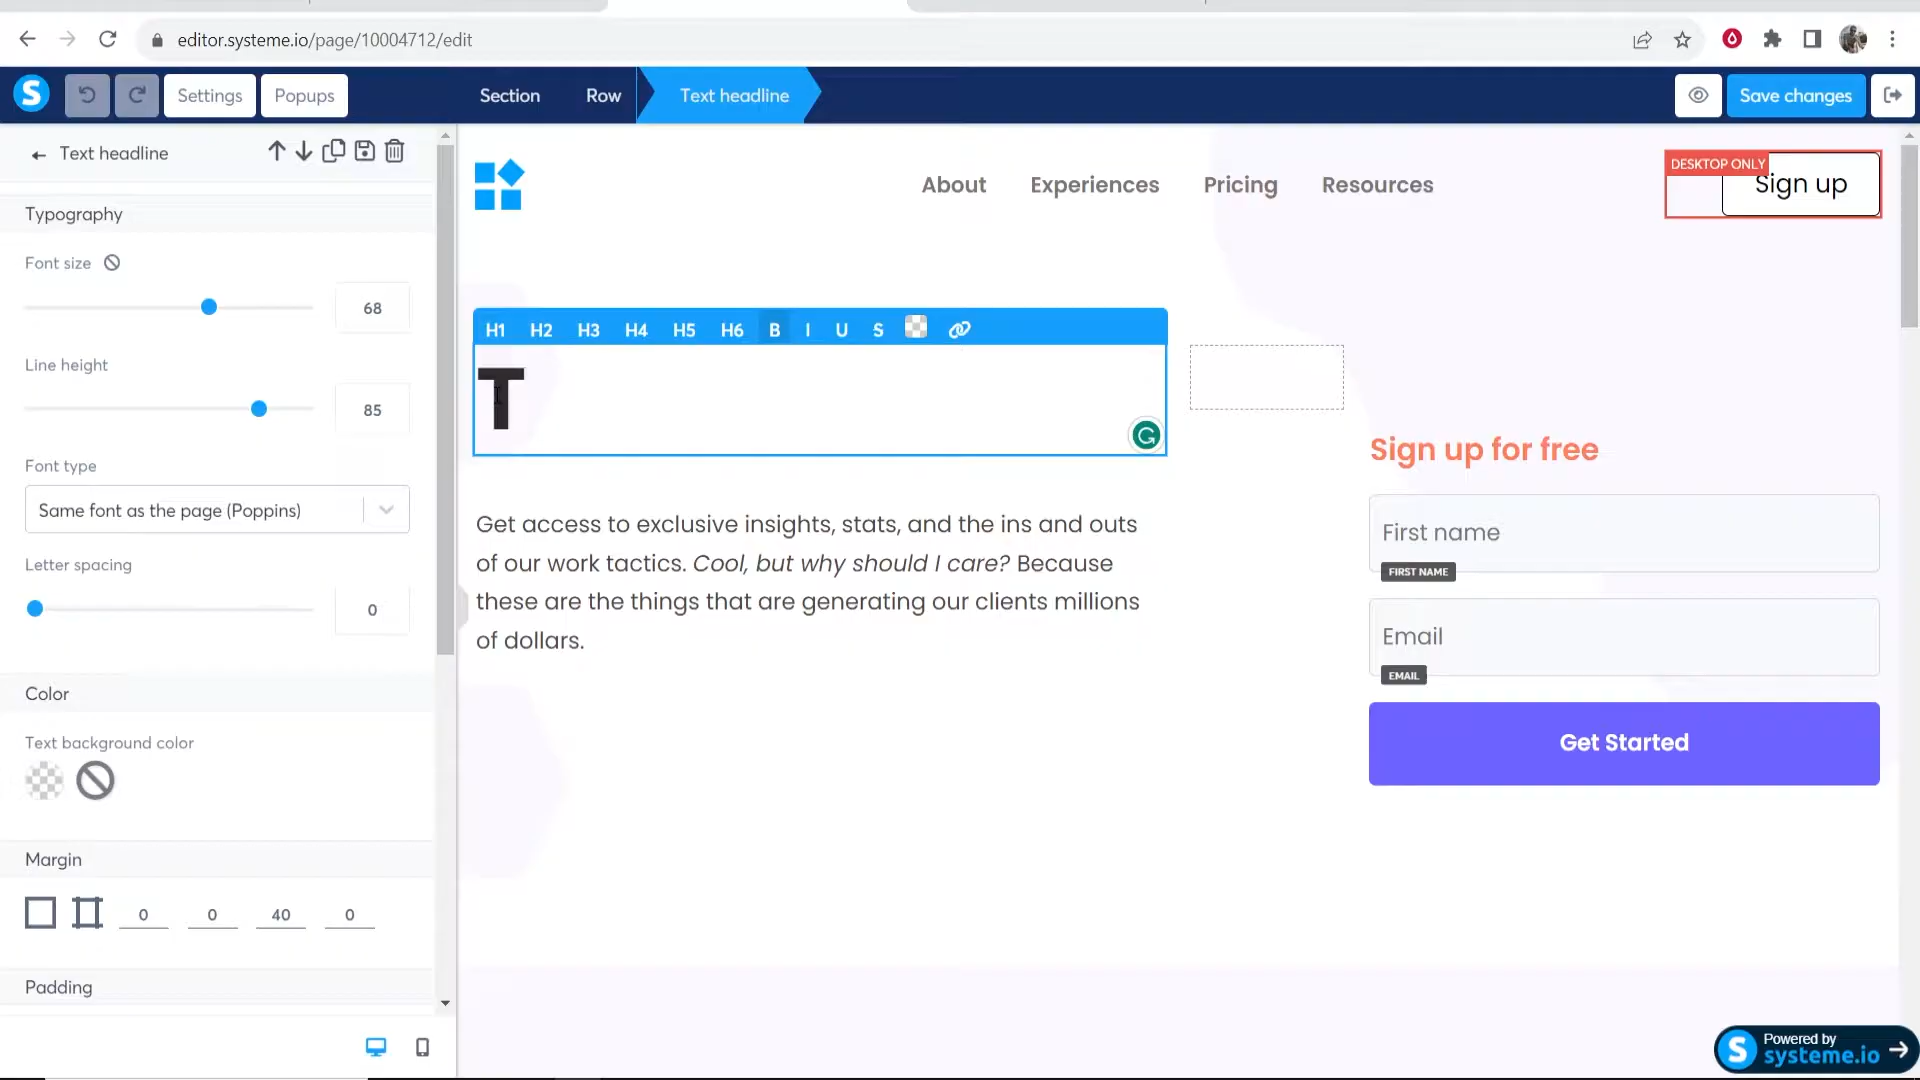 editor.systeme.io/page/10004712/edit
S
Settings
Popups
Section
Row
Text headline
Save changes
Text headline
Typography
Font size
68
Line height
85
Font type
Same font as the page (Poppins)
Letter spacing
0
Color
Text background color
Margin
0
0
40
0
Padding
About
Experiences
Pricing
Resources
DESKTOP ONLY
Sign up
H1 H2 H3 H4 H5 H6 B I U S
T
G
Get access to exclusive insights, stats, and the ins and outs
of our work tactics. Cool, but why should I care? Because
these are the things that are generating our clients millions
of dollars.
Sign up for free
First name
FIRST NAME
Email
EMAIL
Get Started
S
Powered by
systeme.io